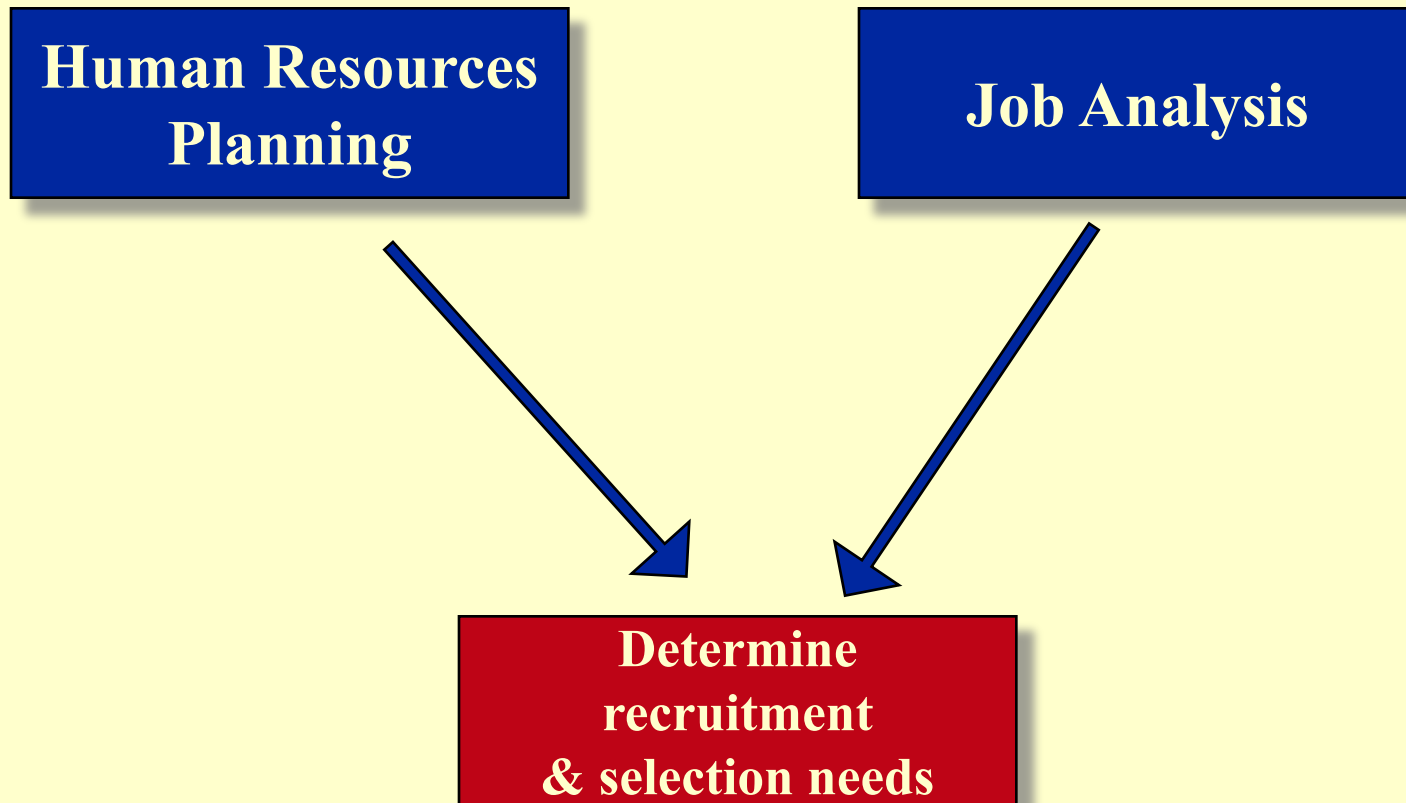 Human Resources
Planning
Job Analysis
Determine
recruitment
& selection needs